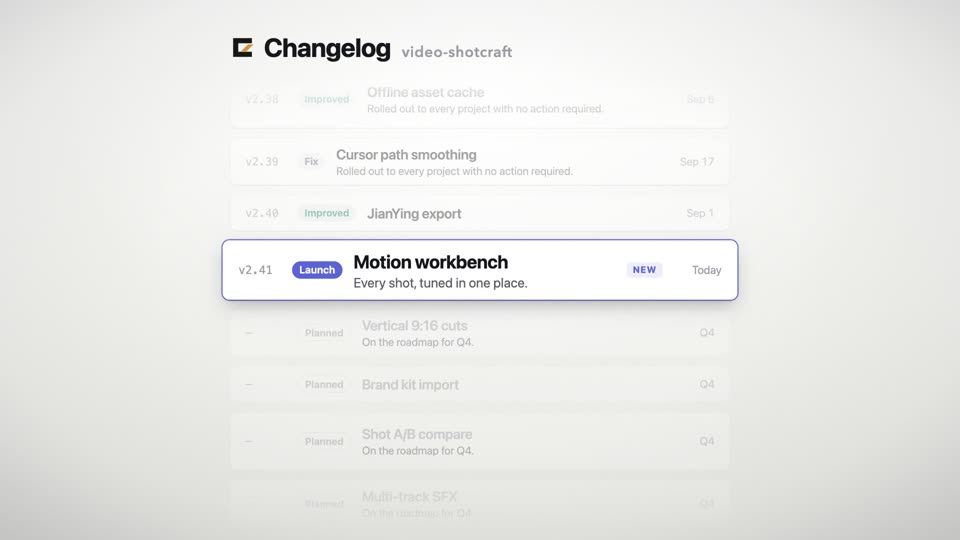 Changelog video-shotcraft
v2.38 Improved Offline asset cache Sep 6
Rolled out to every project with no action required.
v2.39 Fix Cursor path smoothing Sep 17
Rolled out to every project with no action required.
v2.40 Improved JianYing export Sep 1
v2.41 Launch Motion workbench NEW Today
Every shot, tuned in one place.
– Planned Vertical 9:16 cuts Q4
On the roadmap for Q4.
– Planned Brand kit import Q4
– Planned Shot A/B compare Q4
On the roadmap for Q4.
– Planned Multi-track SFX Q4
On the roadmap for Q4